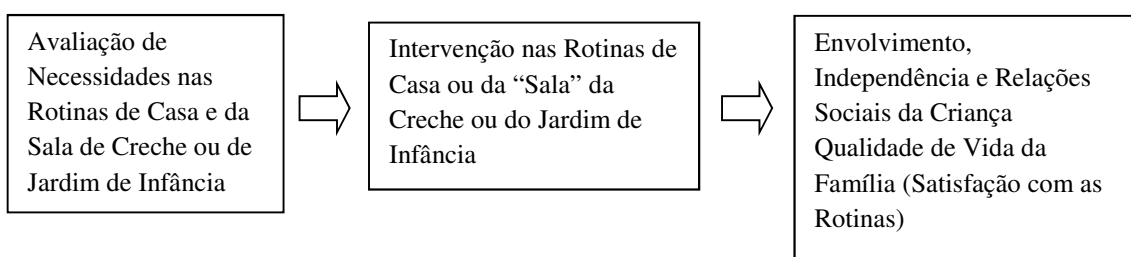 Avaliação de
Necessidades nas
Rotinas de Casa e da
Sala de Creche ou de
Jardim de Infância
Intervenção nas Rotinas de
Casa ou da “Sala” da
Creche ou do Jardim de
Infância
Envolvimento,
Independência e Relações
Sociais da Criança
Qualidade de Vida da
Família (Satisfação com as
Rotinas)